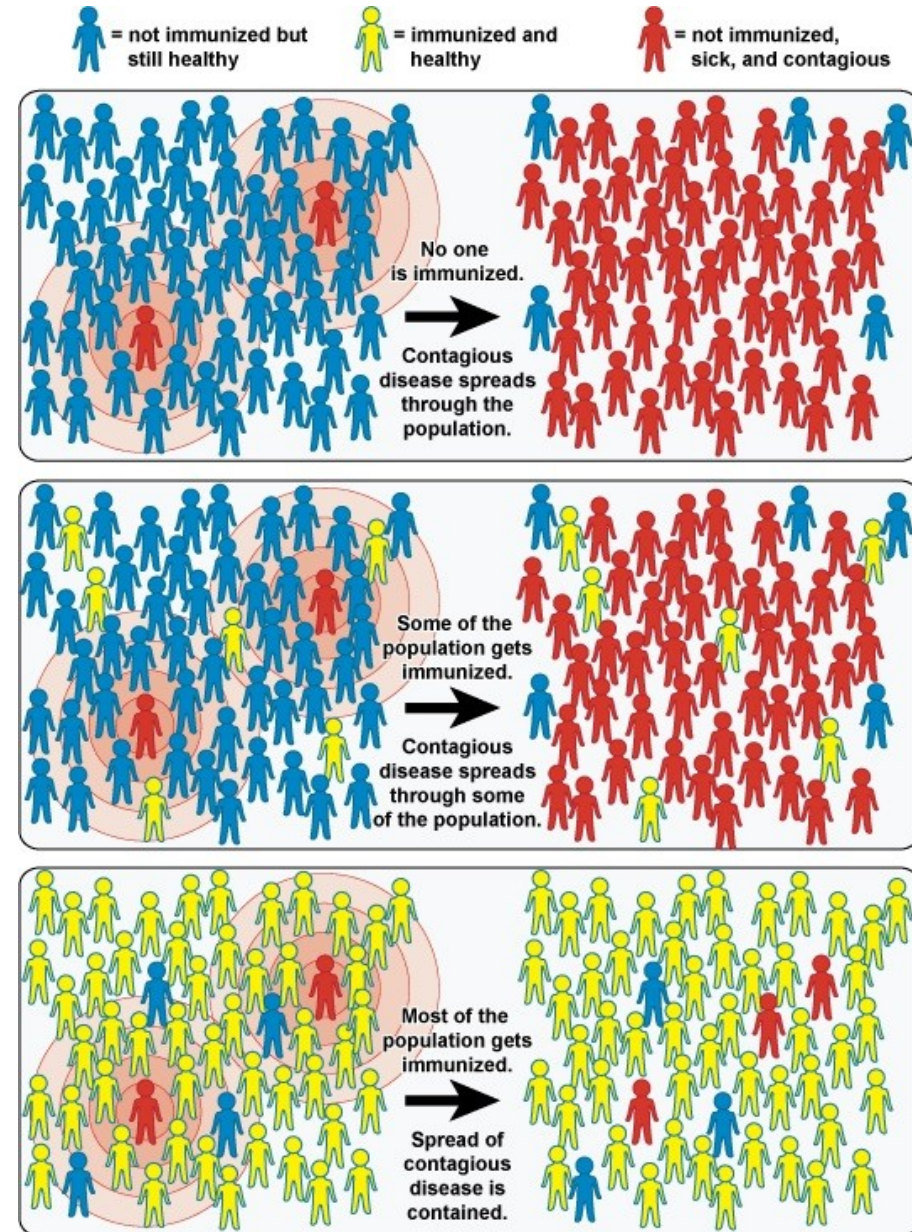 = not immunized but
still healthy
= immunized and
healthy
= not immunized,
sick, and contagious
No one
is immunized.
Contagious
disease spreads
through the
population.
Some of the
population gets
immunized.
Contagious
disease spreads
through some
of the population.
Most of the
population gets
immunized.
Spread of
contagious
disease is
contained.